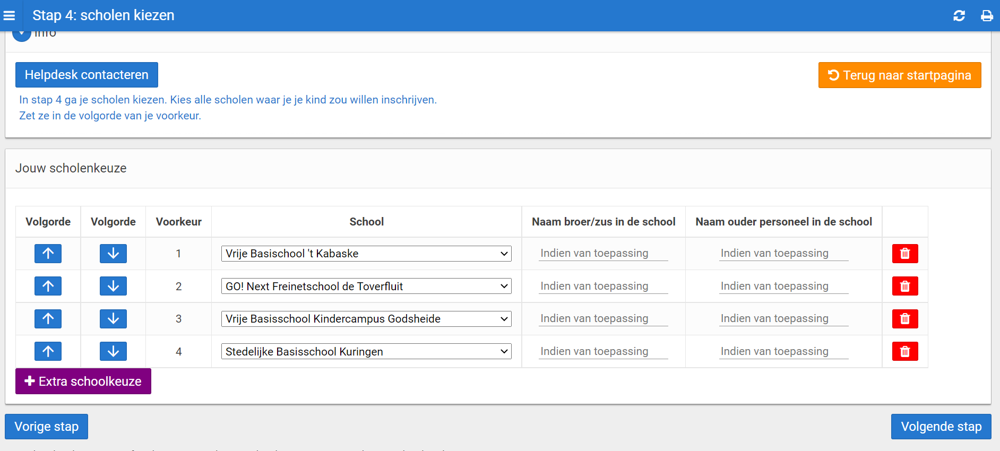 Stap 4: scholen kiezen
Info
Helpdesk contacteren
Terug naar startpagina
In stap 4 ga je scholen kiezen. Kies alle scholen waar je je kind zou willen inschrijven.
Zet ze in de volgorde van je voorkeur.
Jouw scholenkeuze
Volgorde Volgorde Voorkeur School Naam broer/zus in de school Naam ouder personeel in de school
1 Vrije Basischool 't Kabaske Indien van toepassing Indien van toepassing
2 GO! Next Freinetschool de Toverfluit Indien van toepassing Indien van toepassing
3 Vrije Basisschool Kindercampus Godsheide Indien van toepassing Indien van toepassing
4 Stedelijke Basisschool Kuringen Indien van toepassing Indien van toepassing
Extra schoolkeuze
Vorige stap
Volgende stap